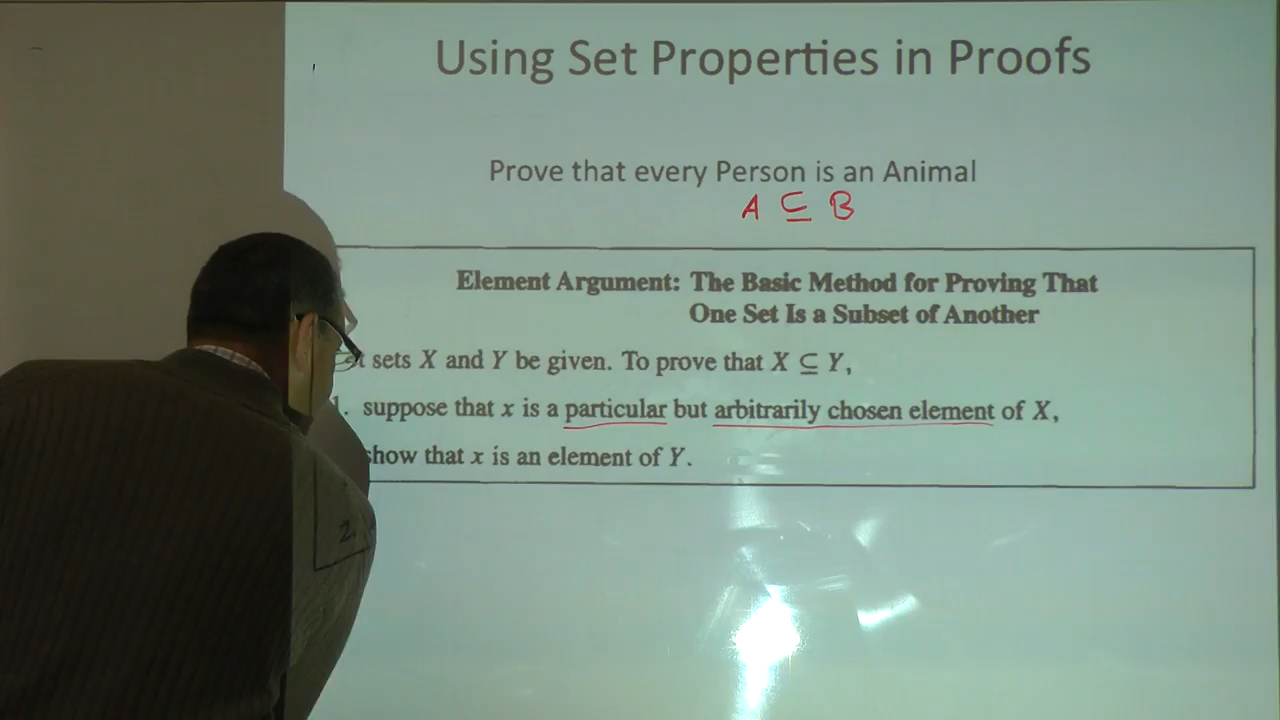 Using Set Properties in Proofs
Prove that every Person is an Animal
A ⊆ B
Element Argument: The Basic Method for Proving That
One Set Is a Subset of Another
sets X and Y be given. To prove that X ⊆ Y,
1. suppose that x is a particular but arbitrarily chosen element of X,
show that x is an element of Y.
2.